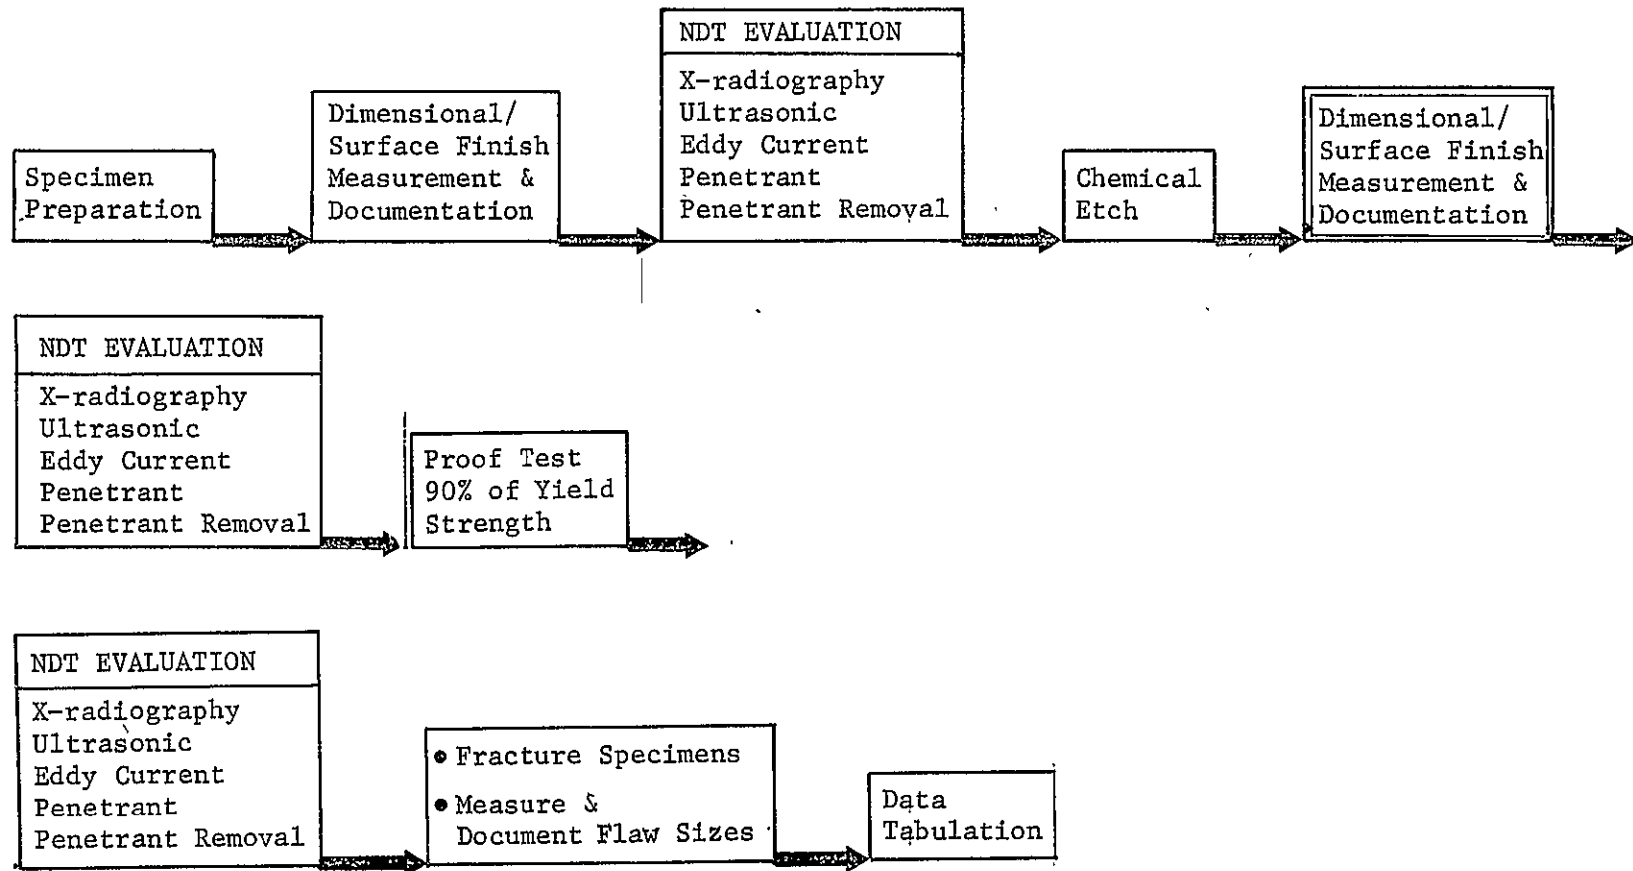 Specimen
Preparation
Dimensional/
Surface Finish
Measurement &
Documentation
NDT EVALUATION
X-radiography
Ultrasonic
Eddy Current
Penetrant
Penetrant Removal
Chemical
Etch
Dimensional/
Surface Finish
Measurement &
Documentation
NDT EVALUATION
X-radiography
Ultrasonic
Eddy Current
Penetrant
Penetrant Removal
Proof Test
90% of Yield
Strength
NDT EVALUATION
X-radiography
Ultrasonic
Eddy Current
Penetrant
Penetrant Removal
• Fracture Specimens
• Measure &
Document Flaw Sizes
Data
Tabulation